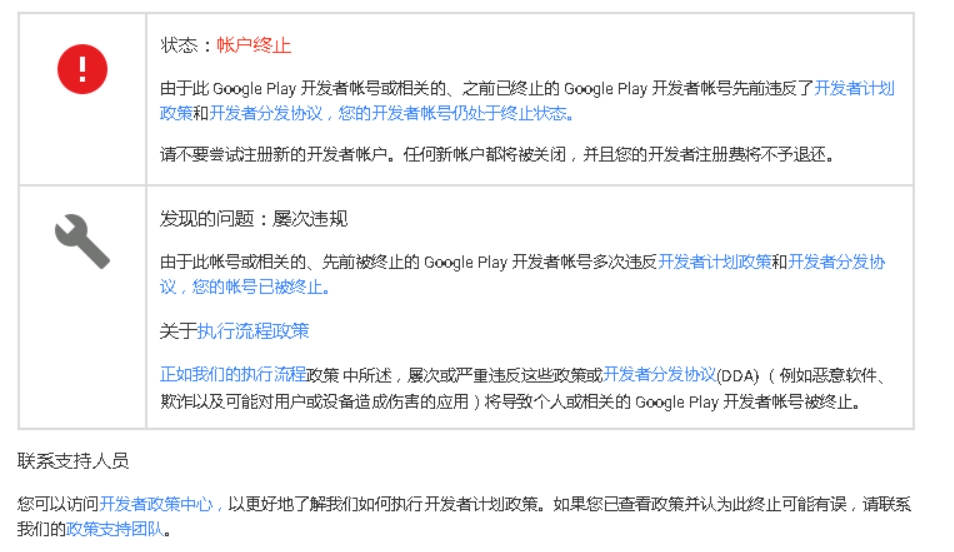 状态：帐户终止
由于此 Google Play 开发者帐号或相关的、之前已终止的 Google Play 开发者帐号先前违反了开发者计划
政策和开发者分发协议，您的开发者帐号仍处于终止状态。
请不要尝试注册新的开发者帐户。任何新帐户都将被关闭，并且您的开发者注册费将不予退还。
发现的问题：屡次违规
由于此帐号或相关的、先前被终止的 Google Play 开发者帐号多次违反开发者计划政策和开发者分发协
议，您的帐号已被终止。
关于执行流程政策
正如我们的执行流程政策 中所述，屡次或严重违反这些政策或开发者分发协议(DDA)（例如恶意软件、
欺诈以及可能对用户或设备造成伤害的应用）将导致个人或相关的 Google Play 开发者帐号被终止。
联系支持人员
您可以访问开发者政策中心，以更好地了解我们如何执行开发者计划政策。如果您已查看政策并认为此终止可能有误，请联系
我们的政策支持团队。